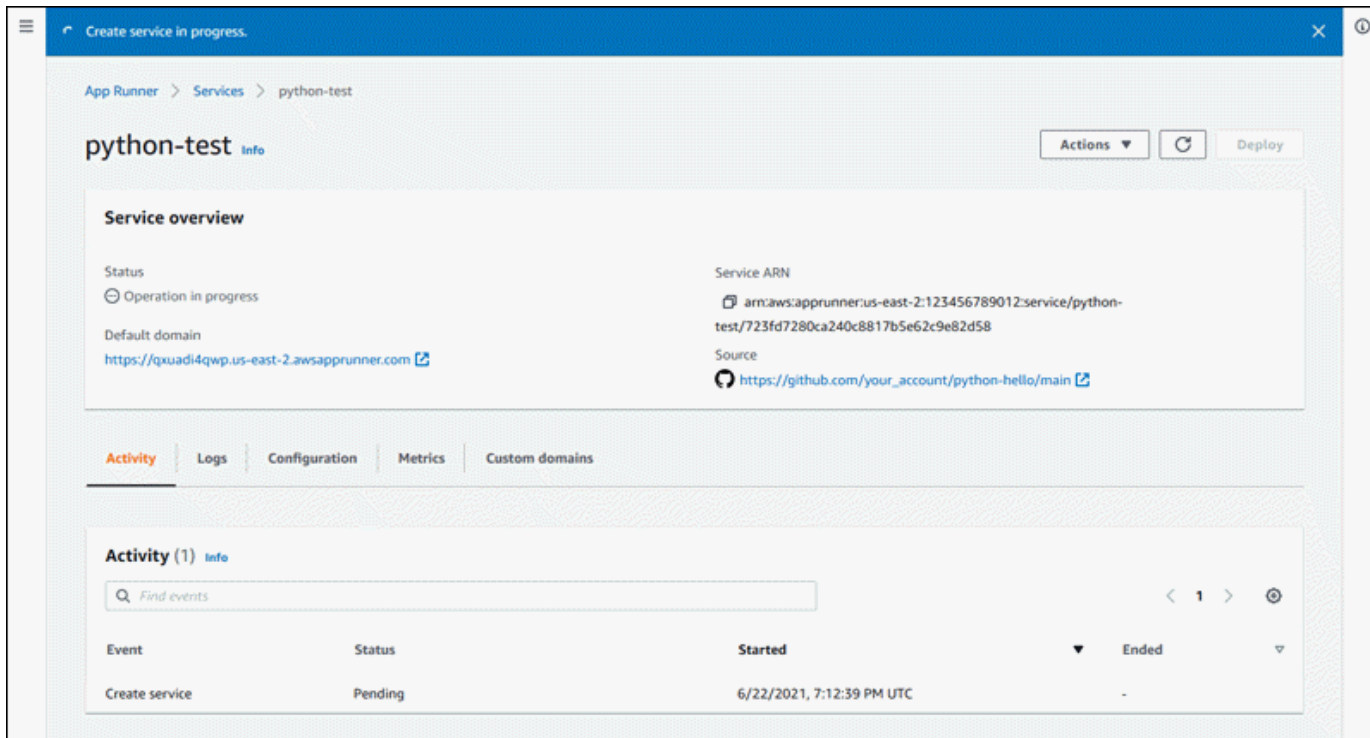 Create service in progress.
App Runner > Services > python-test
python-test Info
Actions ▼ Deploy
Service overview
Status
Operation in progress
Default domain
https://qxuadi4qwp.us-east-2.awsapprunner.com
Service ARN
arn:aws:apprunner:us-east-2:123456789012:service/python-
test/723fd7280ca240c8817b5e62c9e82d58
Source
https://github.com/your_account/python-hello/main
Activity Logs Configuration Metrics Custom domains
Activity (1) Info
Find events
< 1 >
Event Status Started Ended
Create service Pending 6/22/2021, 7:12:39 PM UTC -